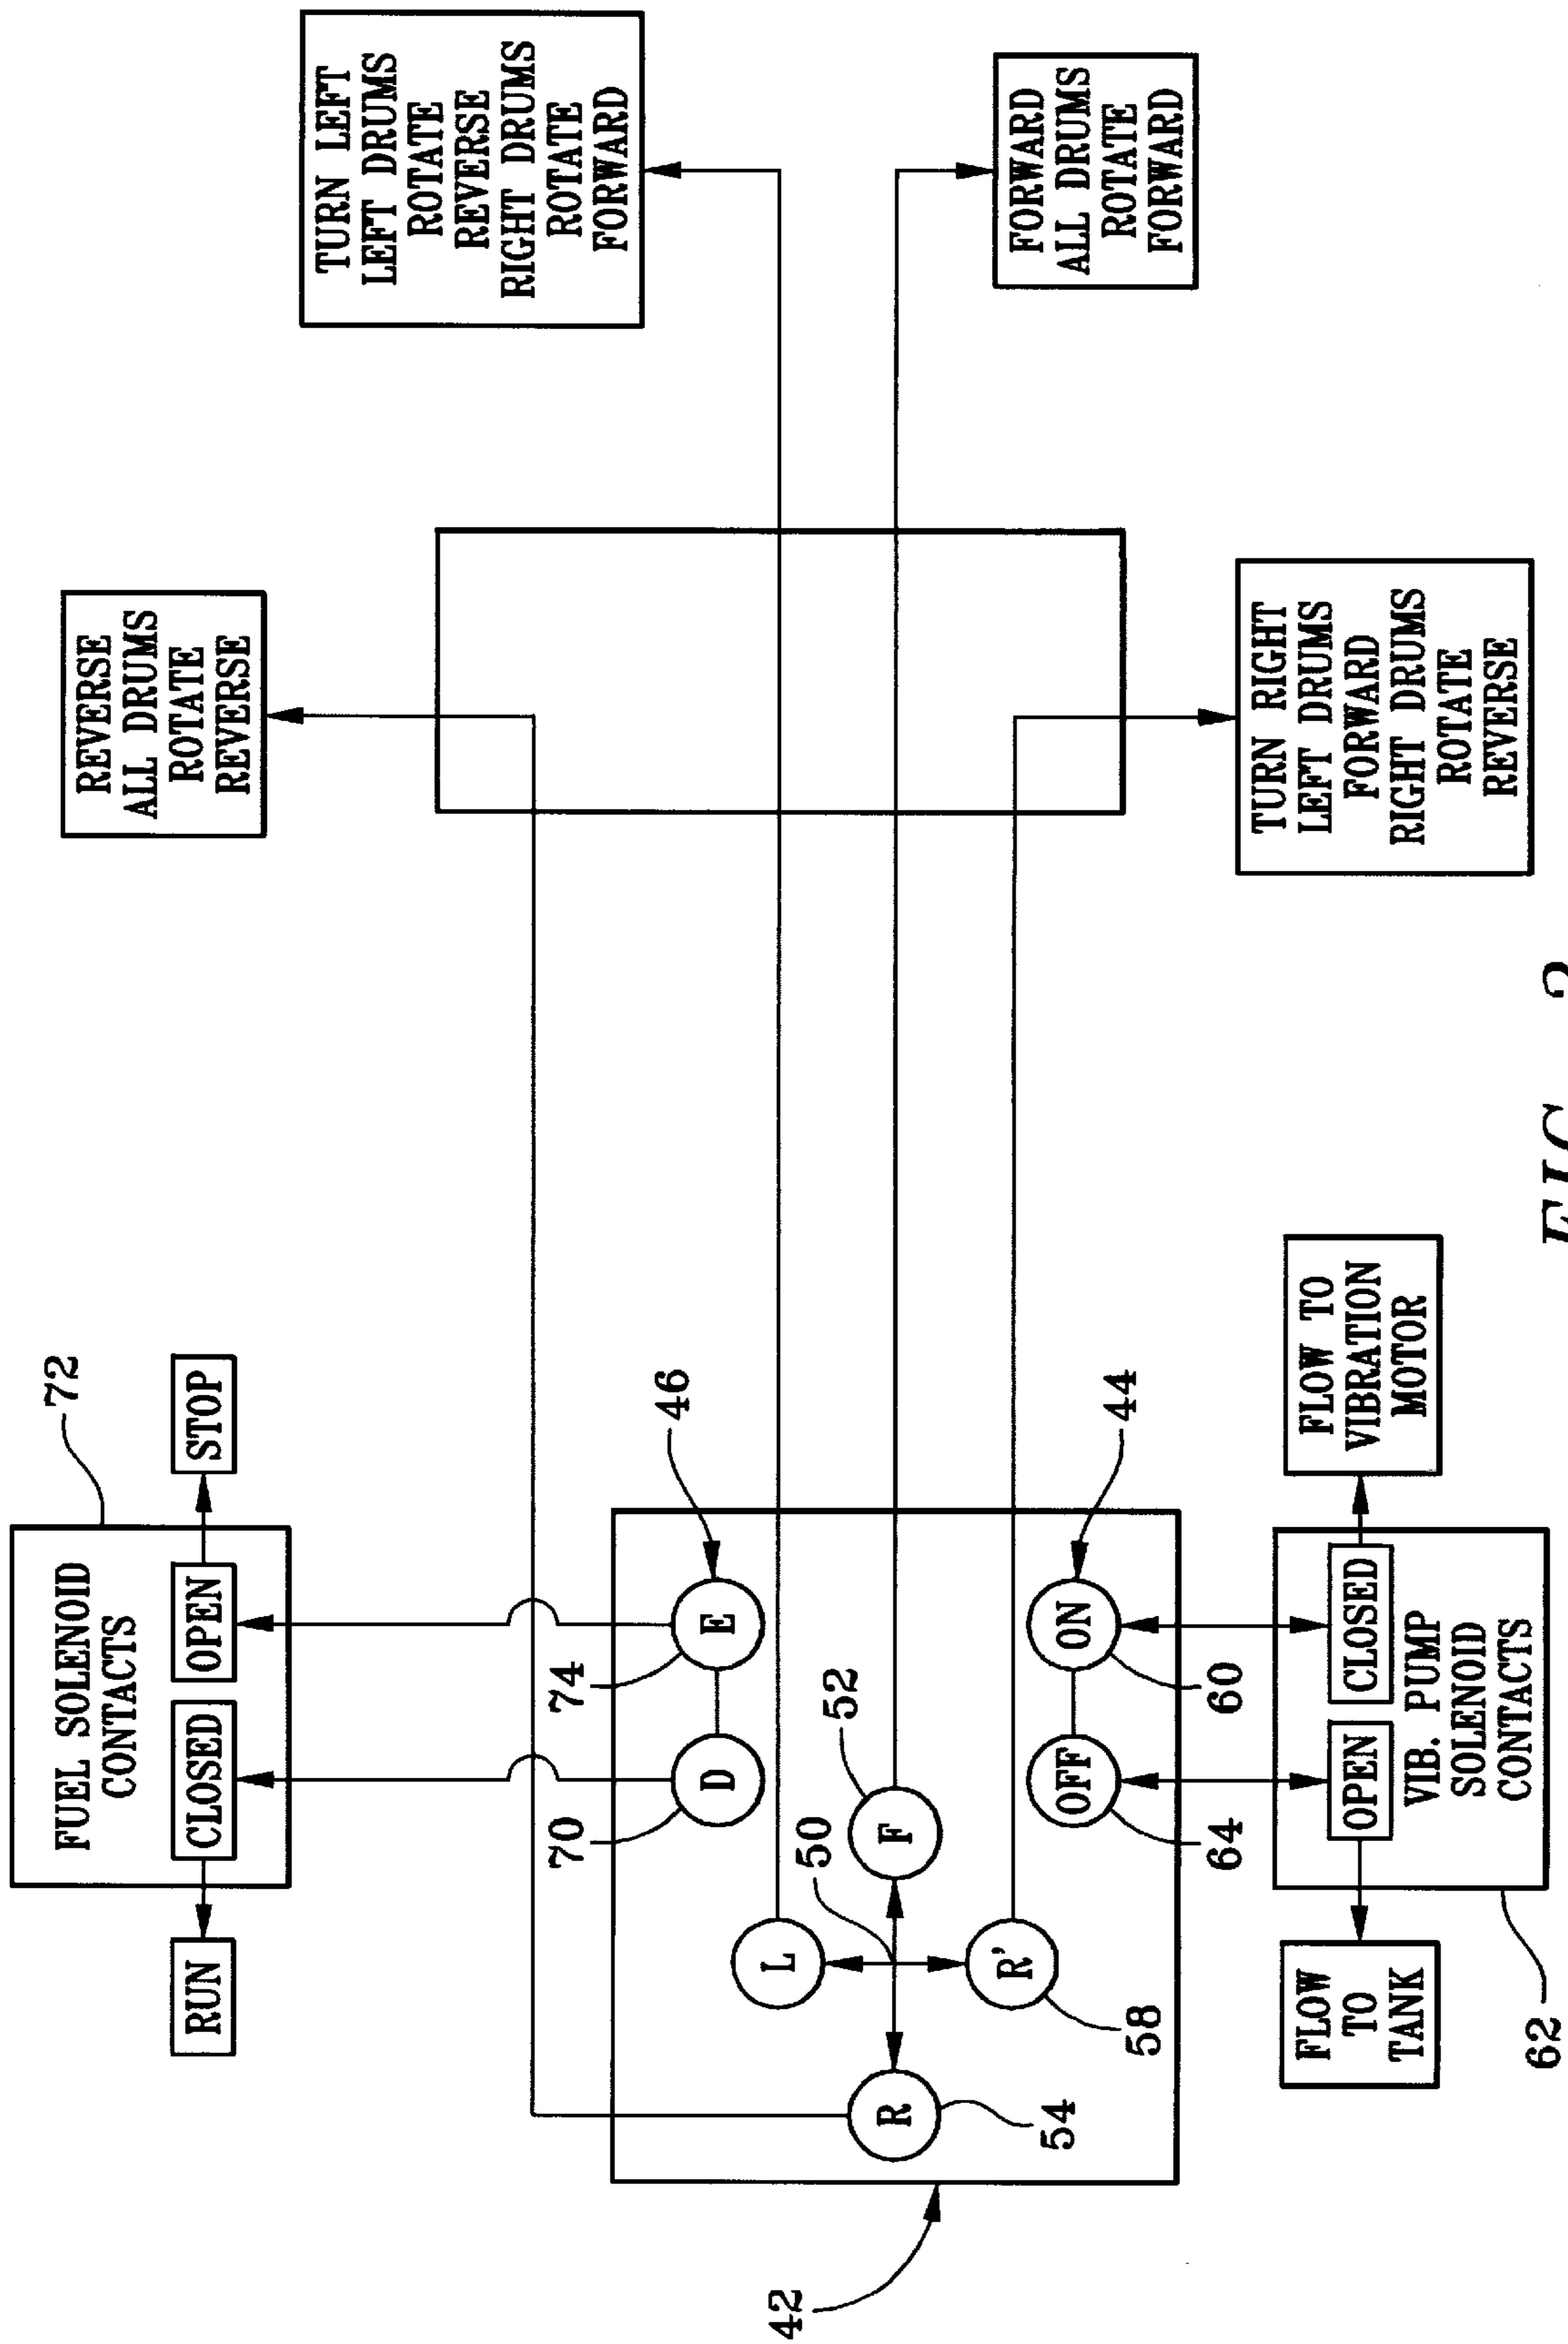 REVERSE
ALL DRUMS
ROTATE
REVERSE
TURN LEFT
LEFT DRUMS
ROTATE
REVERSE
RIGHT DRUMS
ROTATE
FORWARD
FORWARD
ALL DRUMS
ROTATE
FORWARD
TURN RIGHT
LEFT DRUMS
FORWARD
RIGHT DRUMS
ROTATE
REVERSE
72
FUEL SOLENOID
CONTACTS
RUN
CLOSED
OPEN
STOP
70
74
46
D
E
L
50
52
R
F
54
R'
58
42
OFF
ON
44
64
60
OPEN
CLOSED
VIB. PUMP
SOLENOID
CONTACTS
FLOW
TO
TANK
FLOW TO
VIBRATION
MOTOR
62